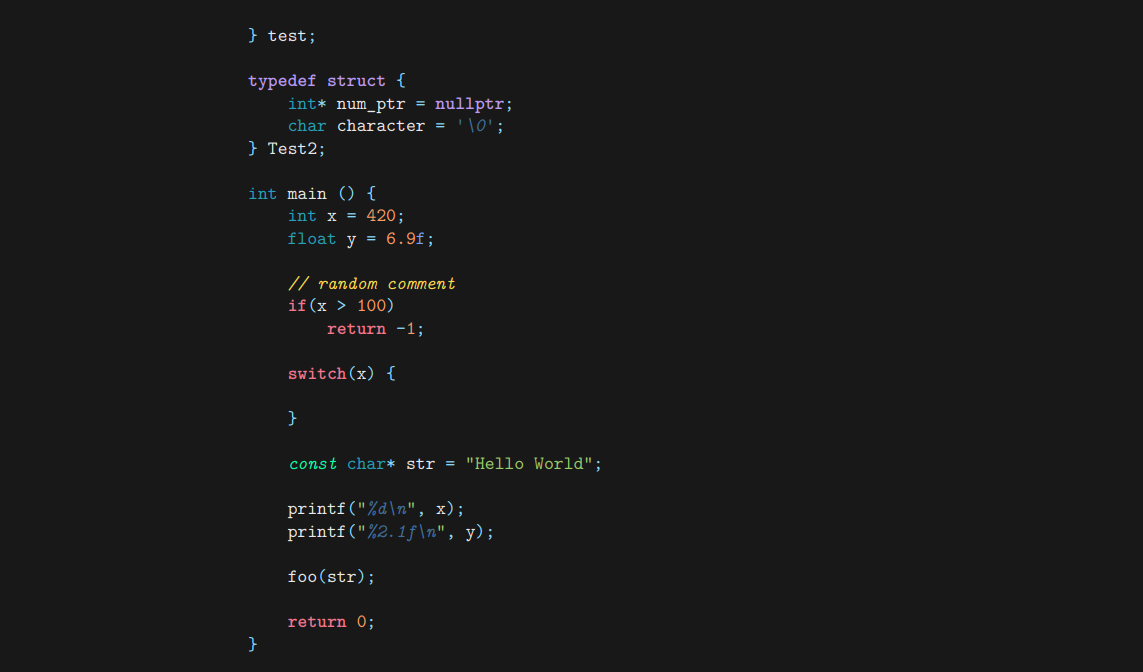 } test;
typedef struct {
    int* num_ptr = nullptr;
    char character = '\0';
} Test2;
int main () {
    int x = 420;
    float y = 6.9f;
    // random comment
    if(x > 100)
        return -1;
    switch(x) {
    }
    const char* str = "Hello World";
    printf("%d\n", x);
    printf("%2.1f\n", y);
    foo(str);
    return 0;
}